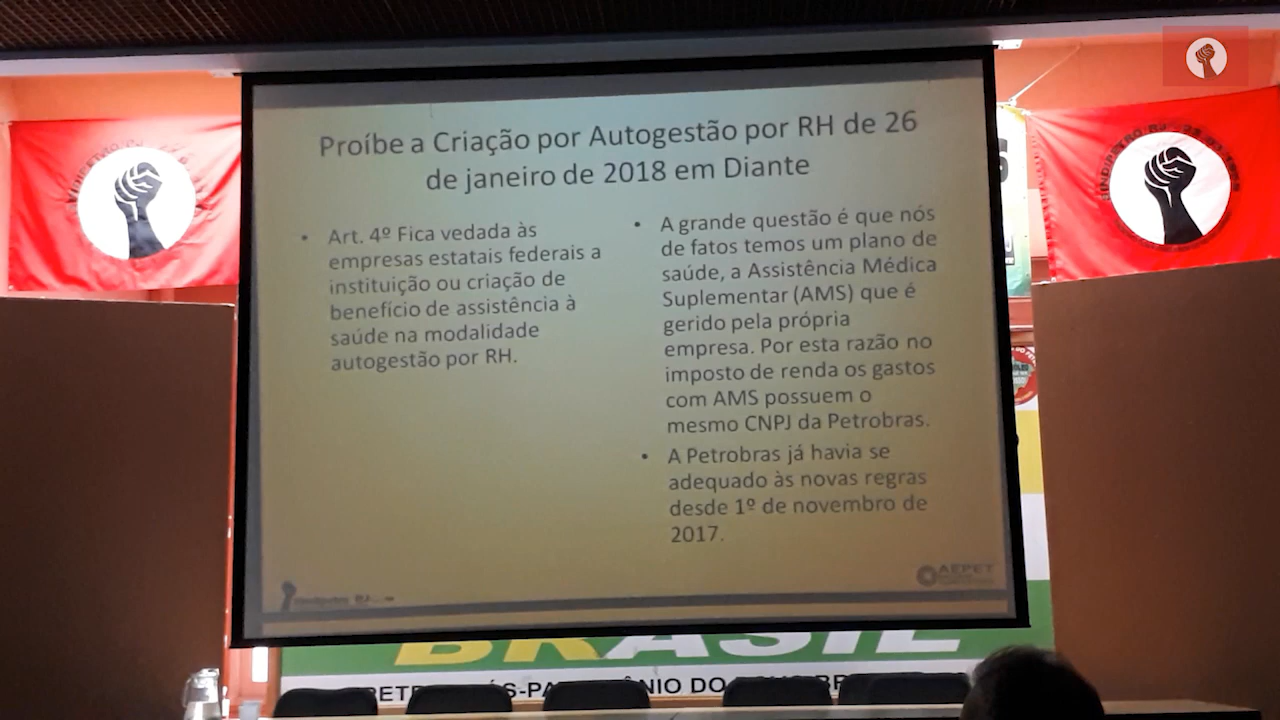 Proíbe a Criação por Autogestão por RH de 26
de janeiro de 2018 em Diante
• Art. 4º Fica vedada às
empresas estatais federais a
instituição ou criação de
benefício de assistência à
saúde na modalidade
autogestão por RH.
• A grande questão é que nós
de fatos temos um plano de
saúde, a Assistência Médica
Suplementar (AMS) que é
gerido pela própria
empresa. Por esta razão no
imposto de renda os gastos
com AMS possuem o
mesmo CNPJ da Petrobras.
• A Petrobras já havia se
adequado às novas regras
desde 1º de novembro de
2017.
AEPET
BRASIL